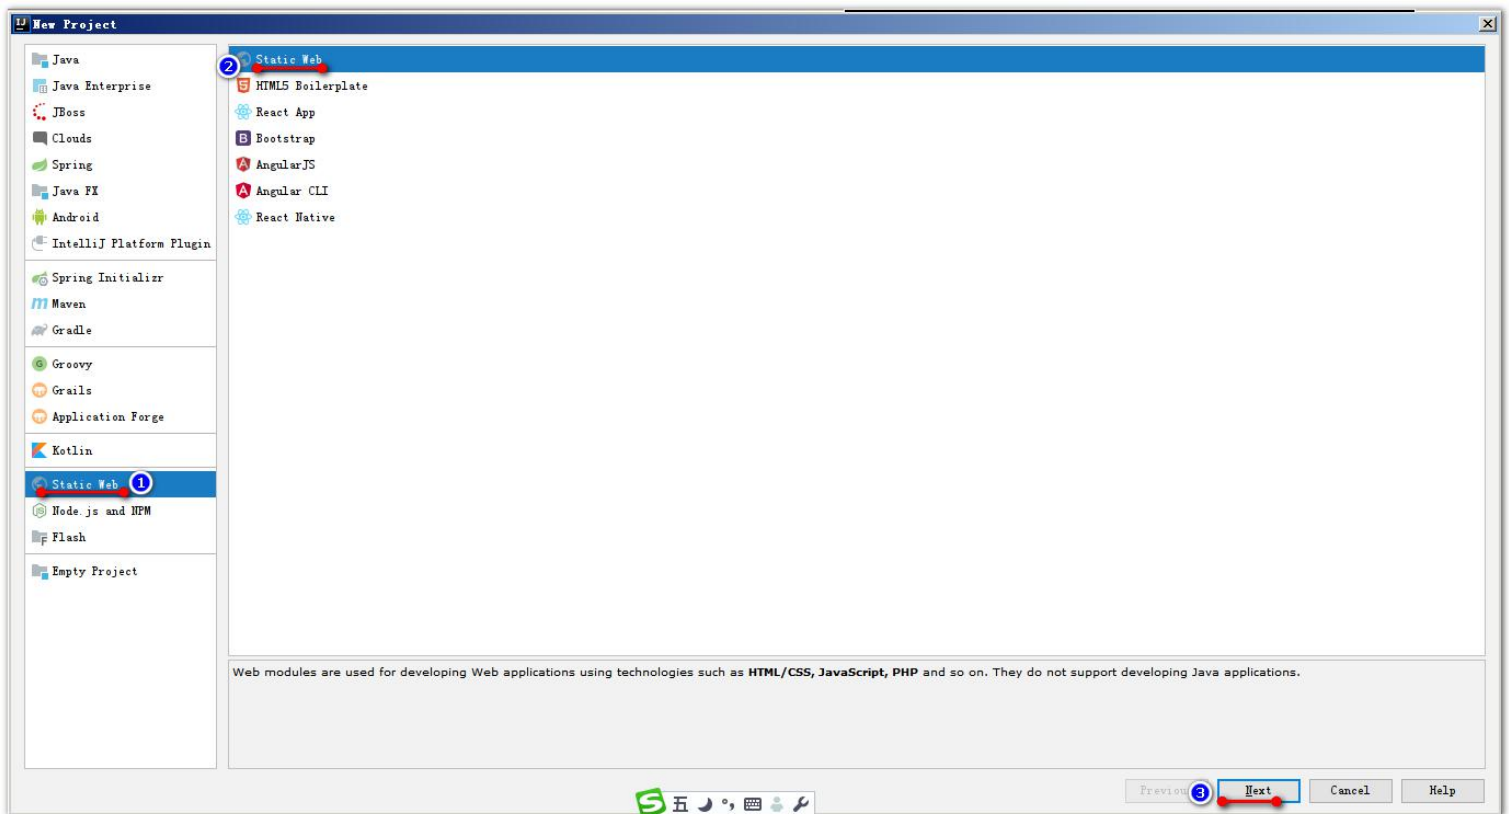 New Project
Java
Java Enterprise
JBoss
Clouds
Spring
Java FX
Android
IntelliJ Platform Plugin
Spring Initializr
Maven
Gradle
Groovy
Grails
Application Forge
Kotlin
Static Web 1
Node.js and NPM
Flash
Empty Project
2 Static Web
HTML5 Boilerplate
React App
Bootstrap
AngularJS
Angular CLI
React Native
Web modules are used for developing Web applications using technologies such as HTML/CSS, JavaScript, PHP and so on. They do not support developing Java applications.
3 Next Cancel Help
五